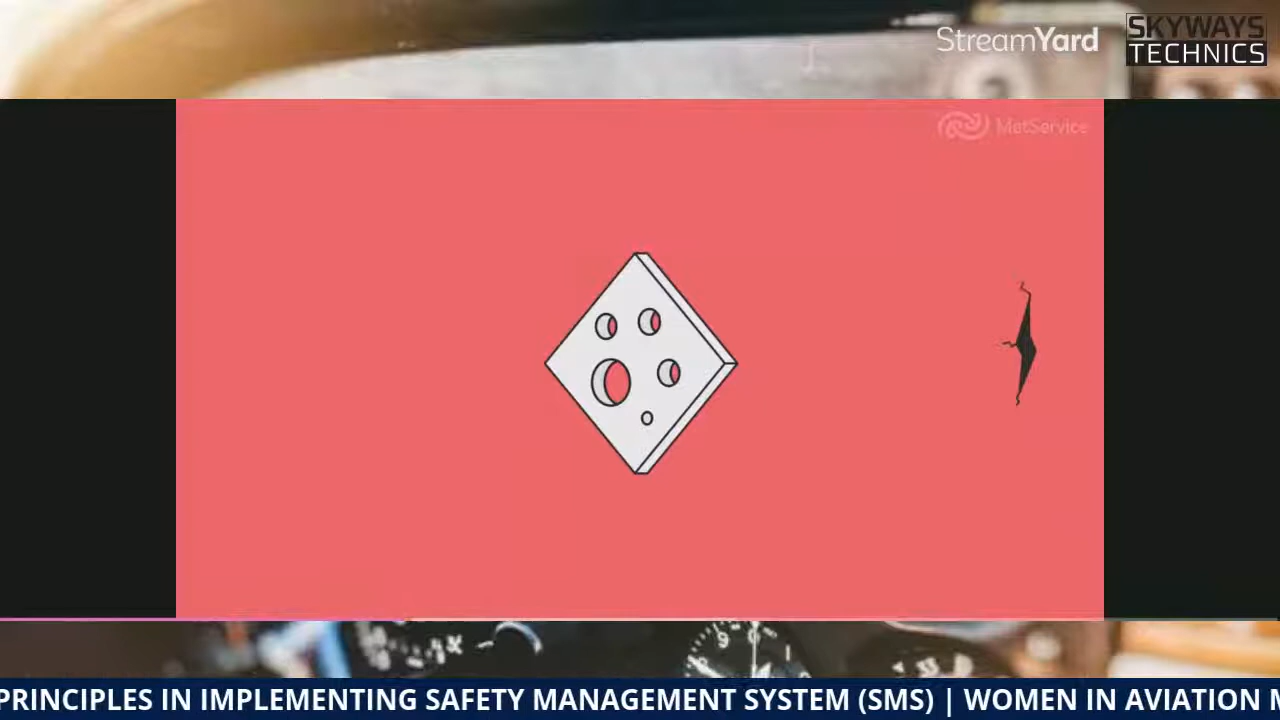 StreamYard
SKYWAYS
TECHNICS
MetService
PRINCIPLES IN IMPLEMENTING SAFETY MANAGEMENT SYSTEM (SMS) | WOMEN IN AVIATION